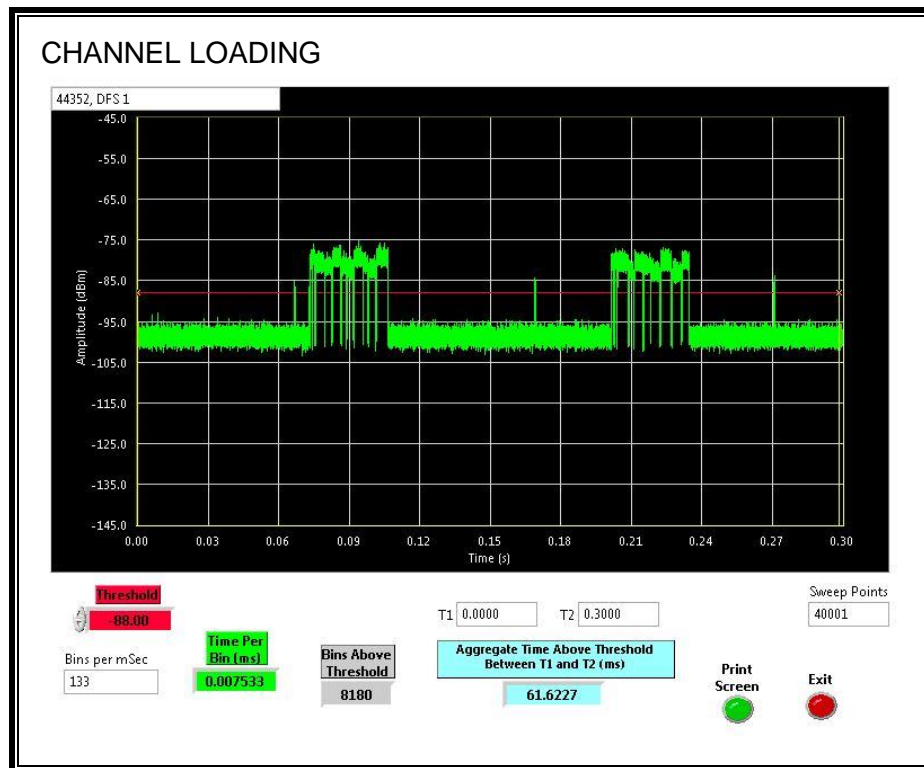 CHANNEL LOADING
44352, DFS 1
-45.0
-55.0
-65.0
-75.0
-85.0
-95.0
-105.0
-115.0
-125.0
-135.0
-145.0
Amplitude (dBm)
0.00 0.03 0.06 0.09 0.12 0.15 0.18 0.21 0.24 0.27 0.30
Time (s)
Threshold
-88.00
Bins per mSec
133
Time Per
Bin (ms)
0.007533
Bins Above
Threshold
8180
T1 0.0000 T2 0.3000
Aggregate Time Above Threshold
Between T1 and T2 (ms)
61.6227
Sweep Points
40001
Print
Screen
Exit